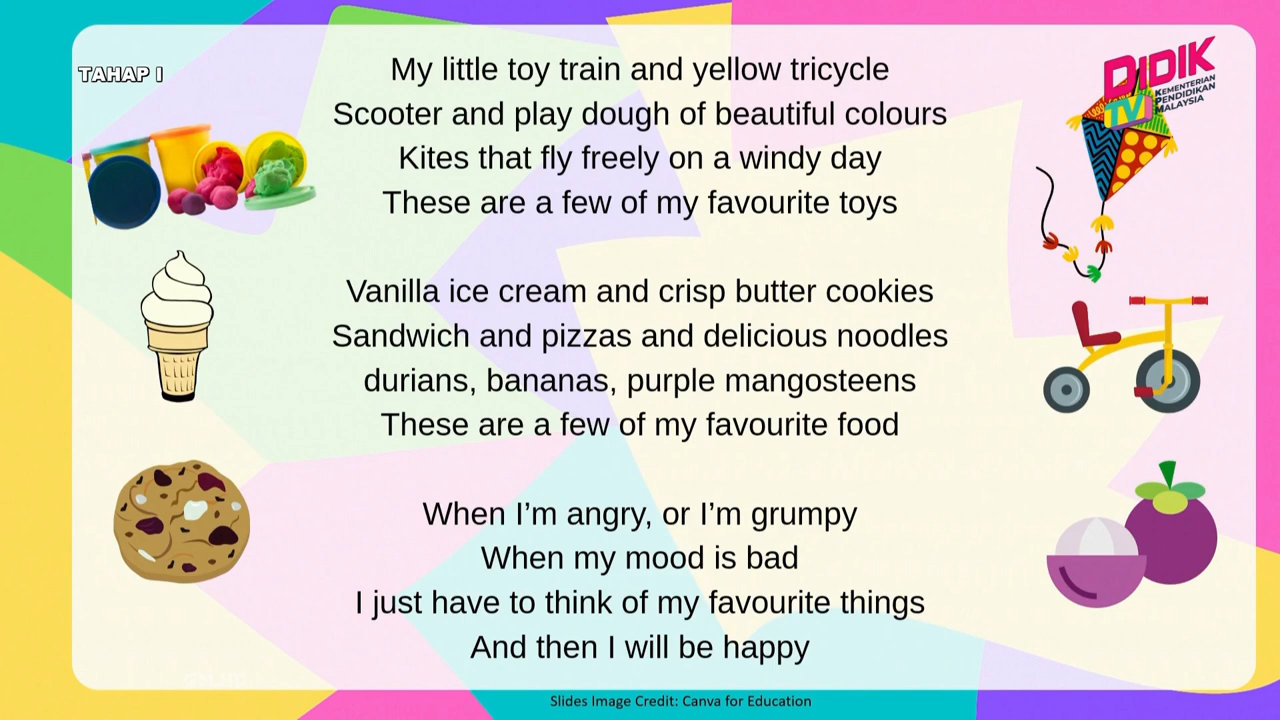 TAHAP I
DIDIK
TV
KEMENTERIAN
PENDIDIKAN
MALAYSIA
My little toy train and yellow tricycle
Scooter and play dough of beautiful colours
Kites that fly freely on a windy day
These are a few of my favourite toys
Vanilla ice cream and crisp butter cookies
Sandwich and pizzas and delicious noodles
durians, bananas, purple mangosteens
These are a few of my favourite food
When I’m angry, or I’m grumpy
When my mood is bad
I just have to think of my favourite things
And then I will be happy
Slides Image Credit: Canva for Education